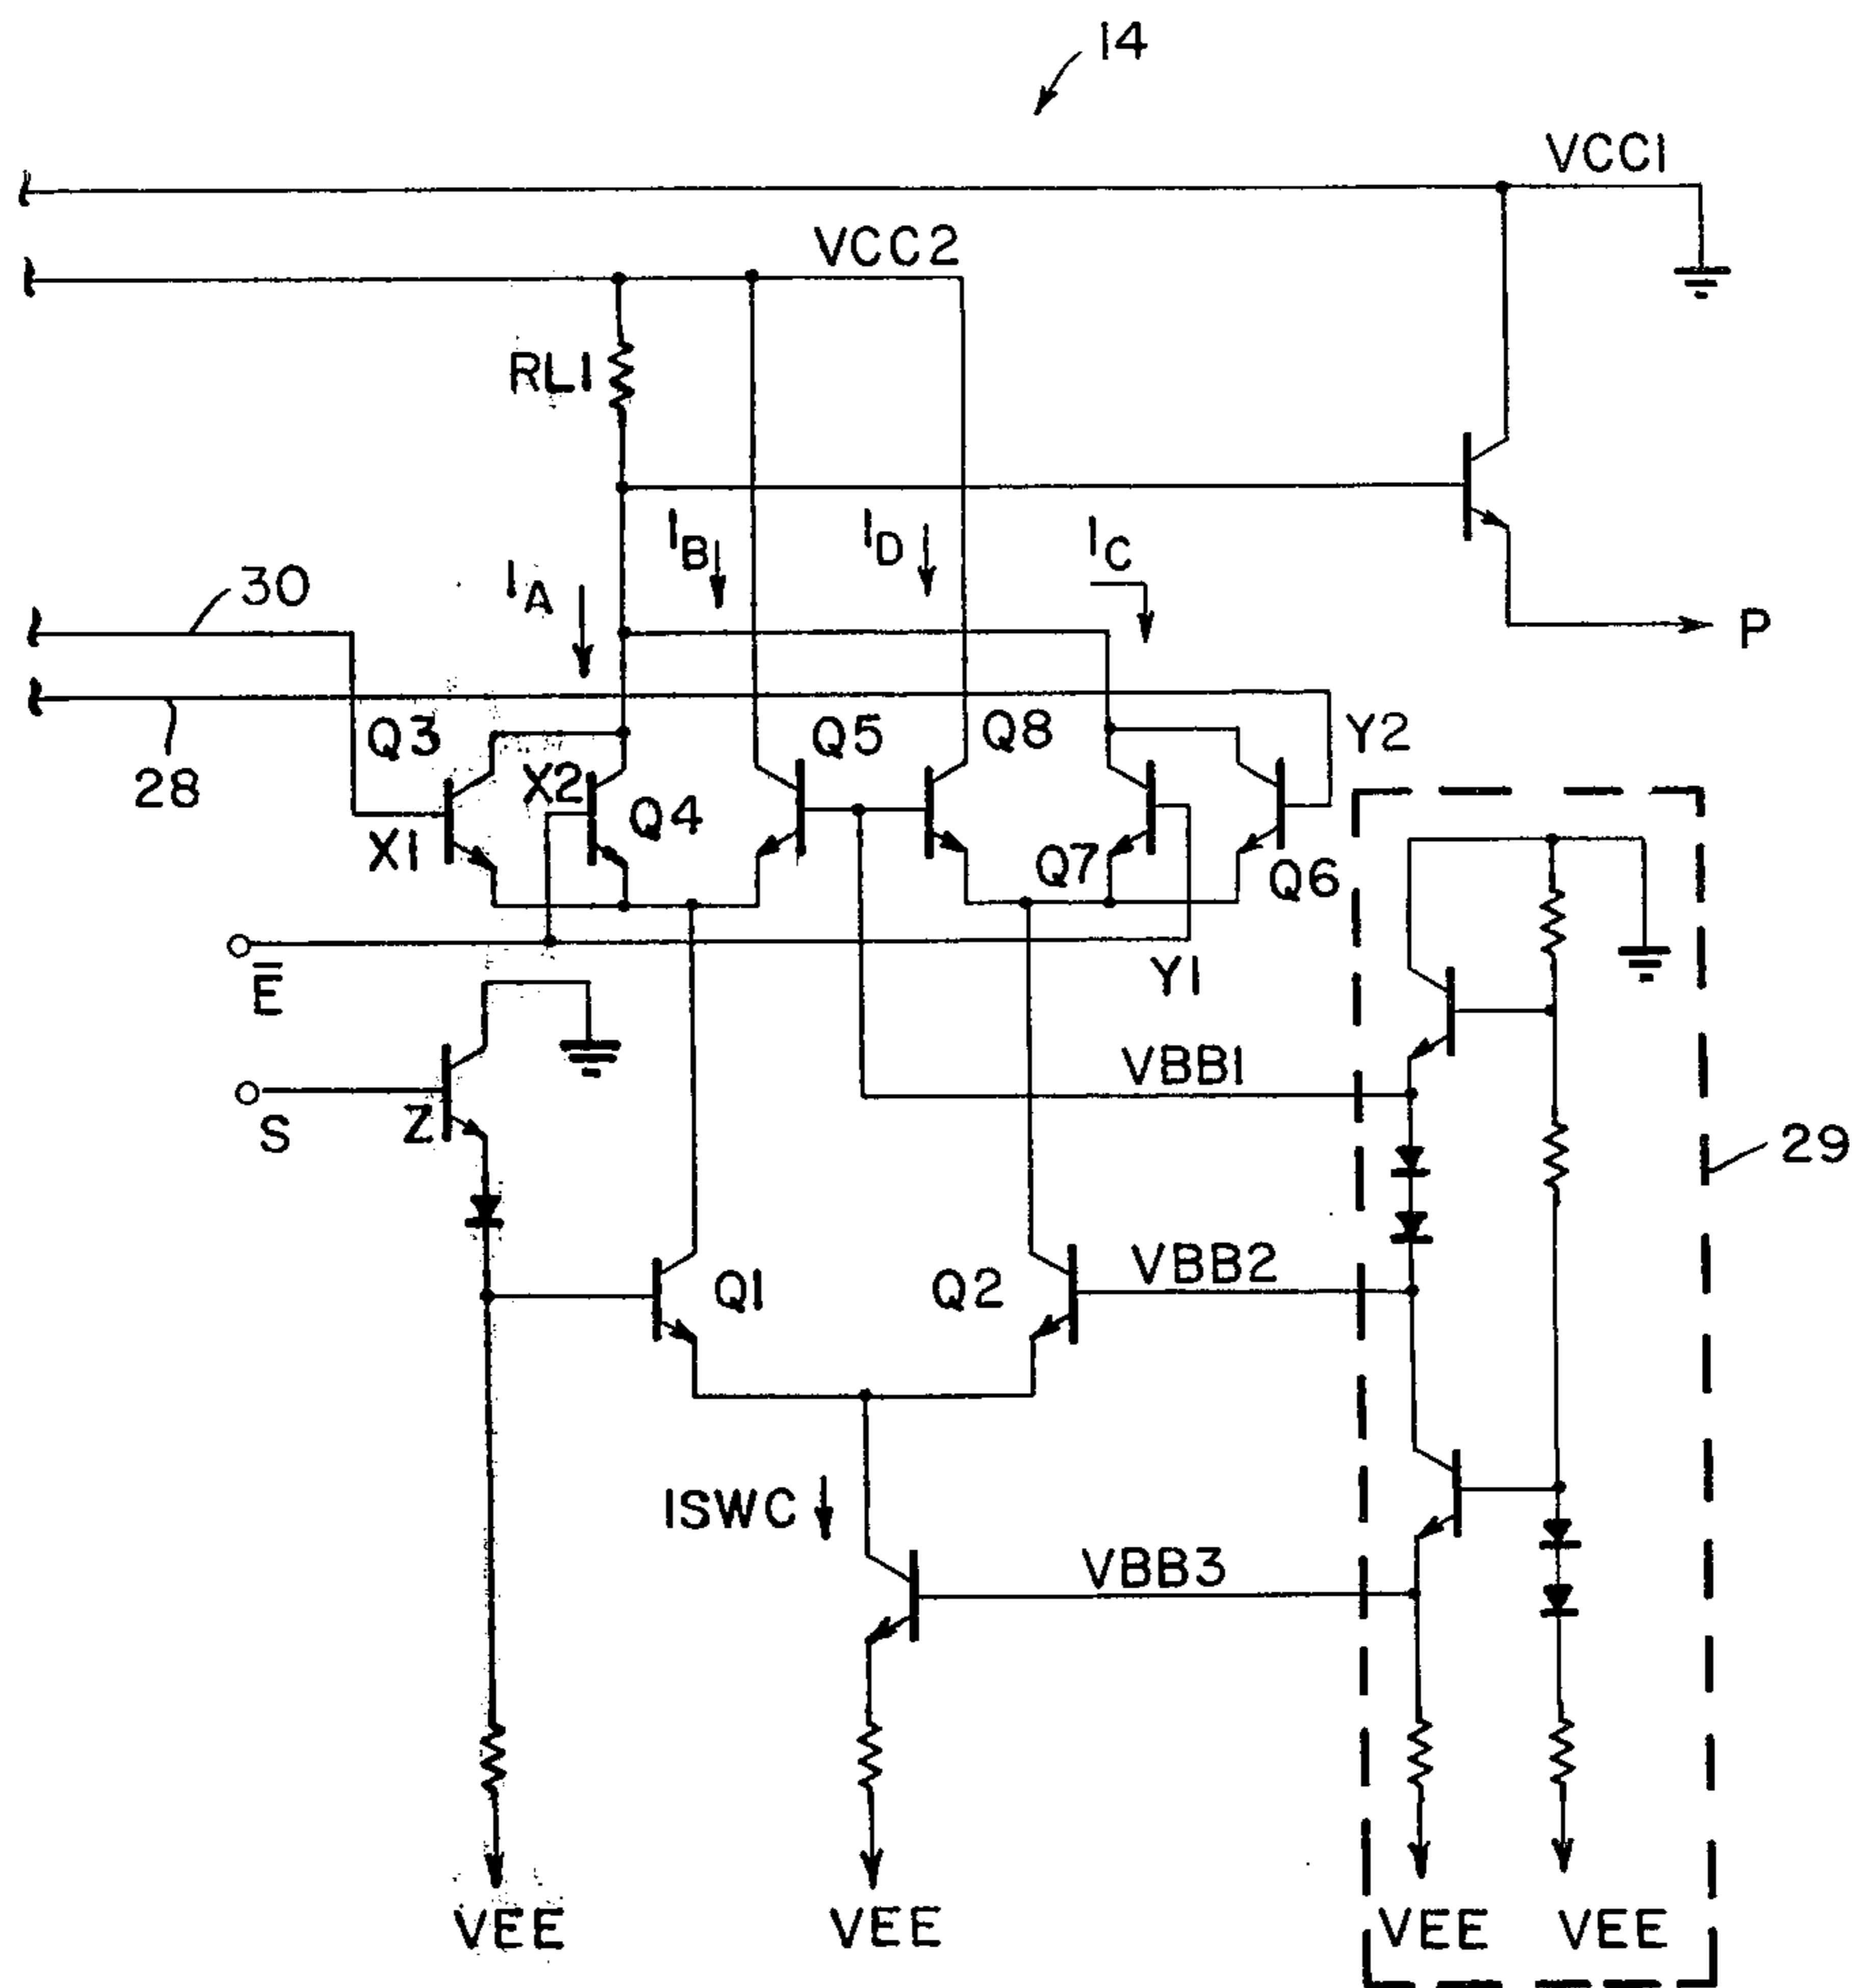 14
VCC1
VCC2
RL1
IB
ID
IC
IA
30
P
Q3
Q5
Q8
Y2
28
X2
Q4
X1
Q7
Q6
E̅
Y1
VBB1
S
Z
29
VBB2
Q1
Q2
ISWC
VBB3
VEE
VEE
VEE
VEE